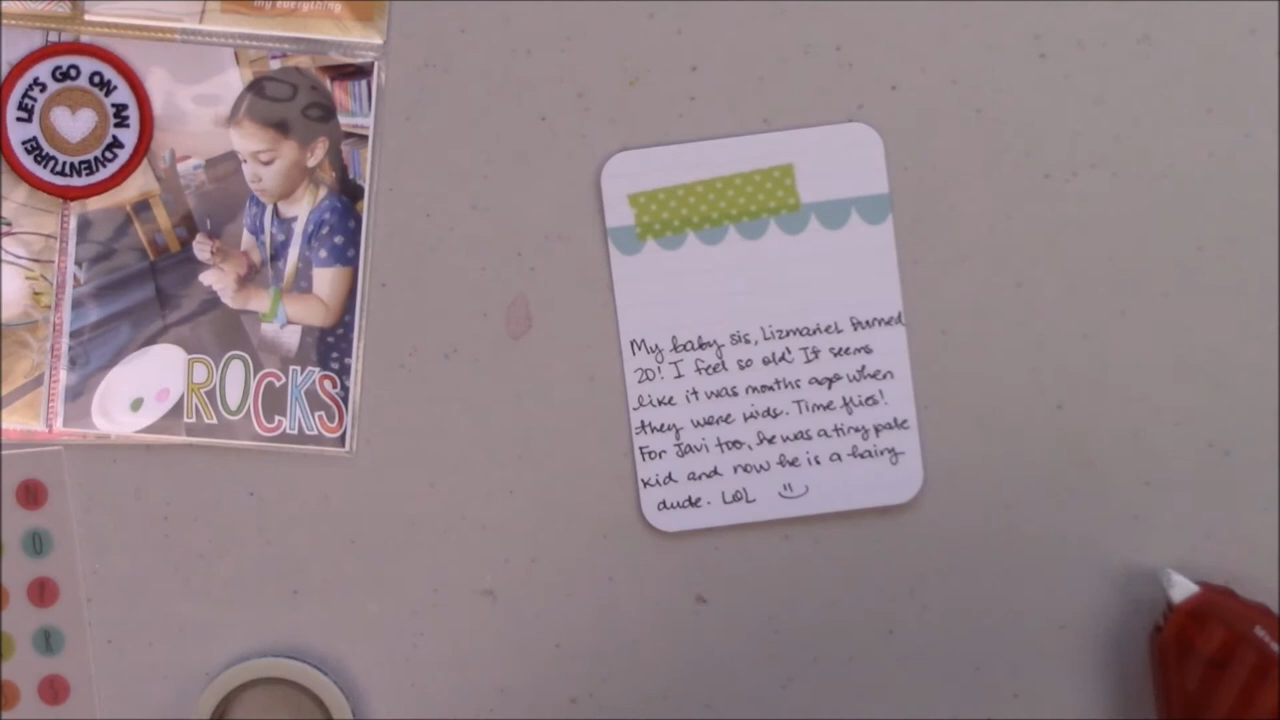 my everything
LET'S GO ON AN ADVENTURE!
ROCKS
My baby sis, Lizmariel turned
20! I feel so old! It seems
like it was months ago when
they were kids. Time flies!
For Javi too, he was a tiny pale
kid and now he is a hairy
dude. LOL
N
O
P
R
S